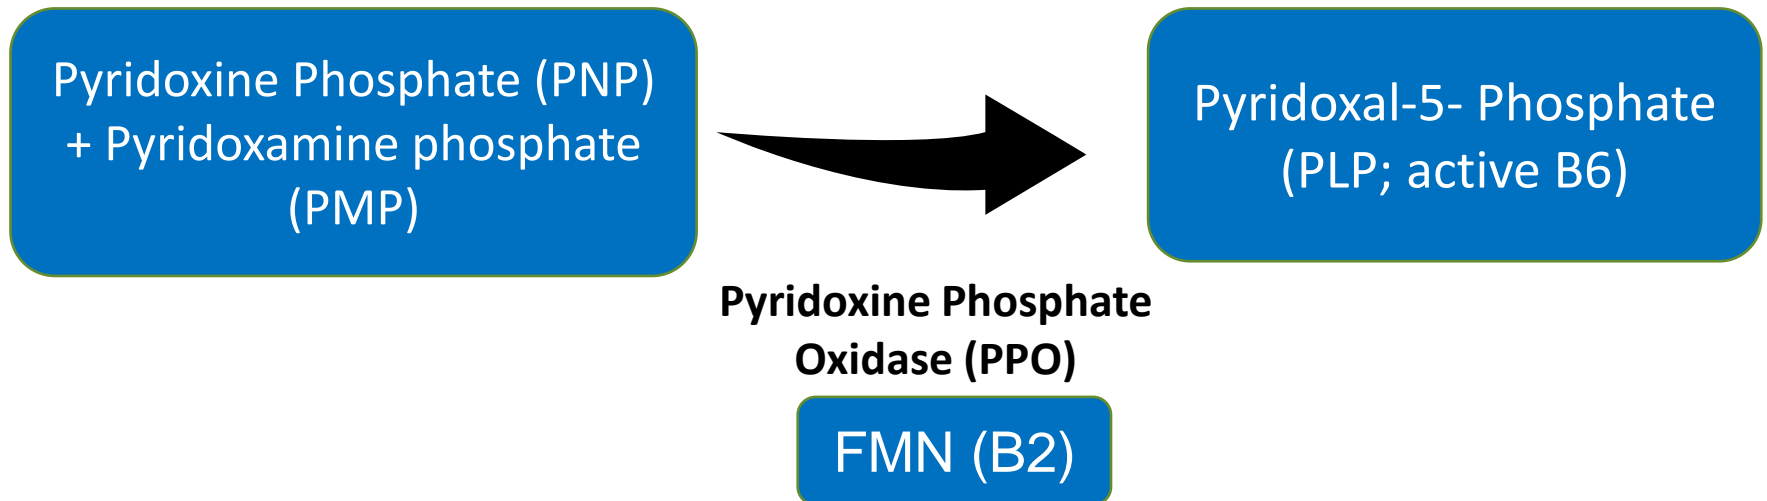 Pyridoxine Phosphate (PNP)
+ Pyridoxamine phosphate
(PMP)
Pyridoxal-5- Phosphate
(PLP; active B6)
Pyridoxine Phosphate
Oxidase (PPO)
FMN (B2)